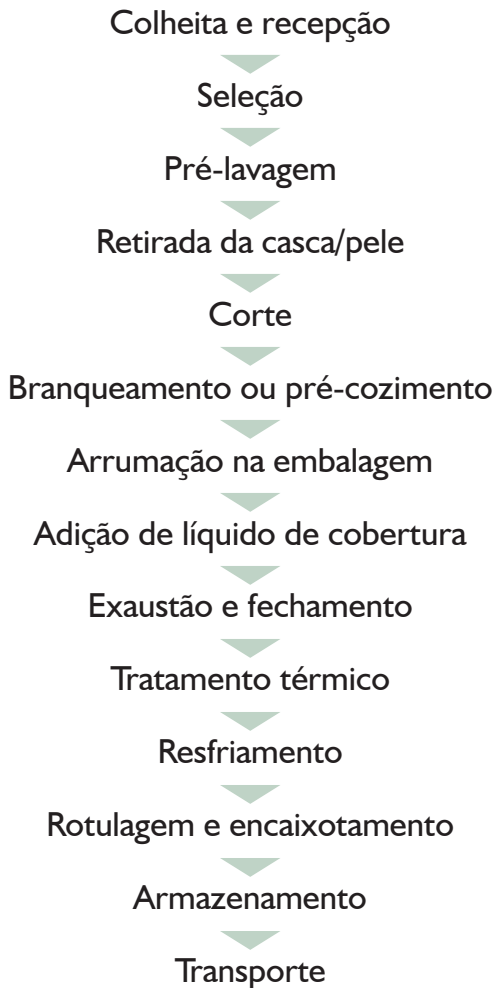 Colheita e recepção
Seleção
Pré-lavagem
Retirada da casca/pele
Corte
Branqueamento ou pré-cozimento
Arrumação na embalagem
Adição de líquido de cobertura
Exaustão e fechamento
Tratamento térmico
Resfriamento
Rotulagem e encaixotamento
Armazenamento
Transporte